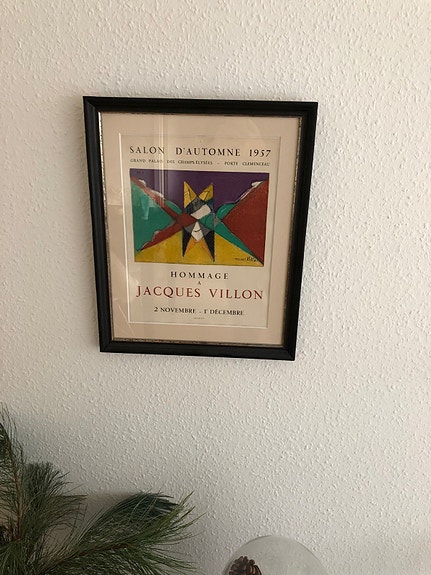 SALON D'AUTOMNE 1957
GRAND PALAIS DES CHAMPS-ÉLYSÉES - PORTE CLEMENCEAU
HOMMAGE
A
JACQUES VILLON
2 NOVEMBRE - 1er DÉCEMBRE